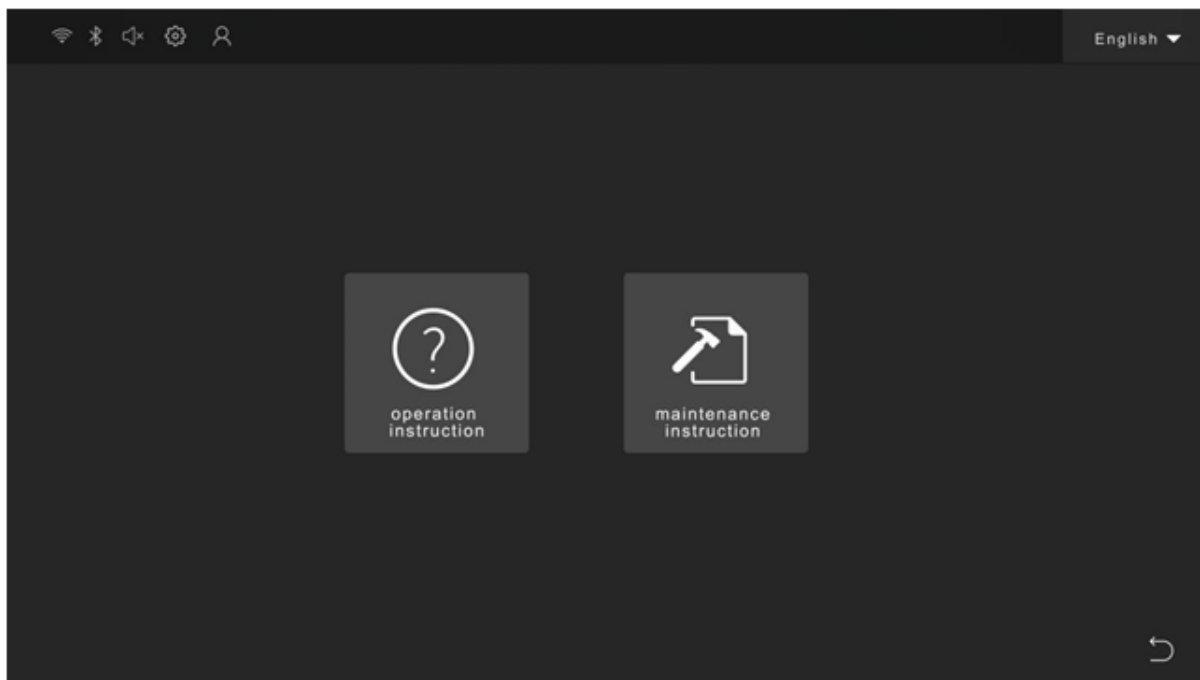 English
operation
instruction
maintenance
instruction